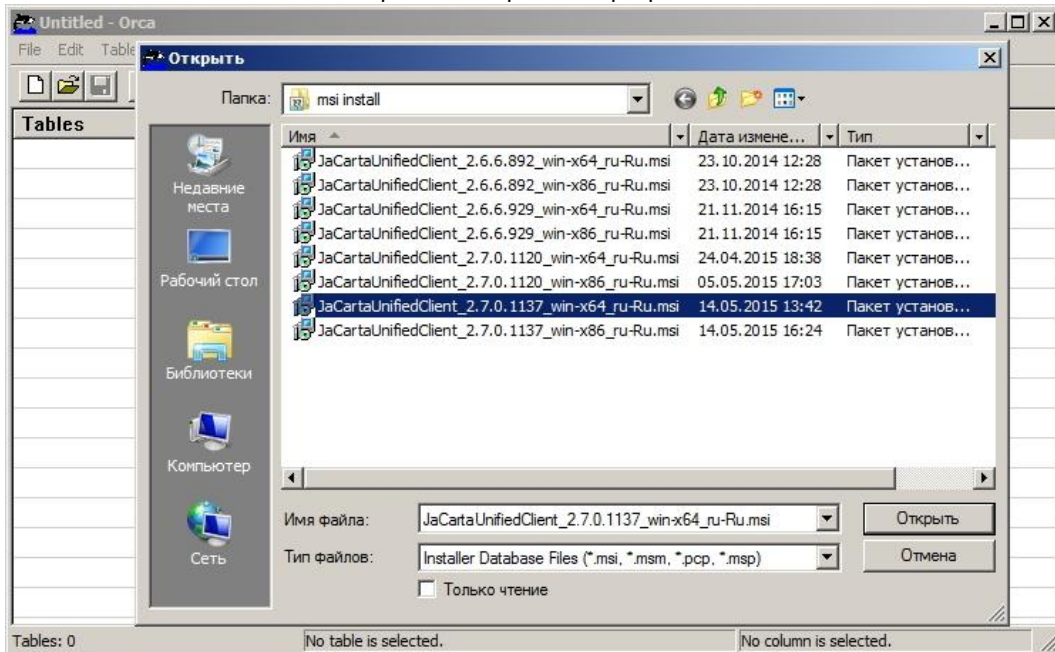 Untitled - Orca
File Edit Table
Открыть
Папка: msi install
Tables
Имя Дата измене... Тип
JaCartaUnifiedClient_2.6.6.892_win-x64_ru-Ru.msi 23.10.2014 12:28 Пакет установ...
JaCartaUnifiedClient_2.6.6.892_win-x86_ru-Ru.msi 23.10.2014 12:28 Пакет установ...
JaCartaUnifiedClient_2.6.6.929_win-x64_ru-Ru.msi 21.11.2014 16:15 Пакет установ...
JaCartaUnifiedClient_2.6.6.929_win-x86_ru-Ru.msi 21.11.2014 16:15 Пакет установ...
JaCartaUnifiedClient_2.7.0.1120_win-x64_ru-Ru.msi 24.04.2015 18:38 Пакет установ...
JaCartaUnifiedClient_2.7.0.1120_win-x86_ru-Ru.msi 05.05.2015 17:03 Пакет установ...
JaCartaUnifiedClient_2.7.0.1137_win-x64_ru-Ru.msi 14.05.2015 13:42 Пакет установ...
JaCartaUnifiedClient_2.7.0.1137_win-x86_ru-Ru.msi 14.05.2015 16:24 Пакет установ...
Недавние
места
Рабочий стол
Библиотеки
Компьютер
Сеть
Имя файла: JaCartaUnifiedClient_2.7.0.1137_win-x64_ru-Ru.msi Открыть
Тип файлов: Installer Database Files (*.msi, *.msm, *.pcp, *.msp) Отмена
Только чтение
Tables: 0 No table is selected. No column is selected.